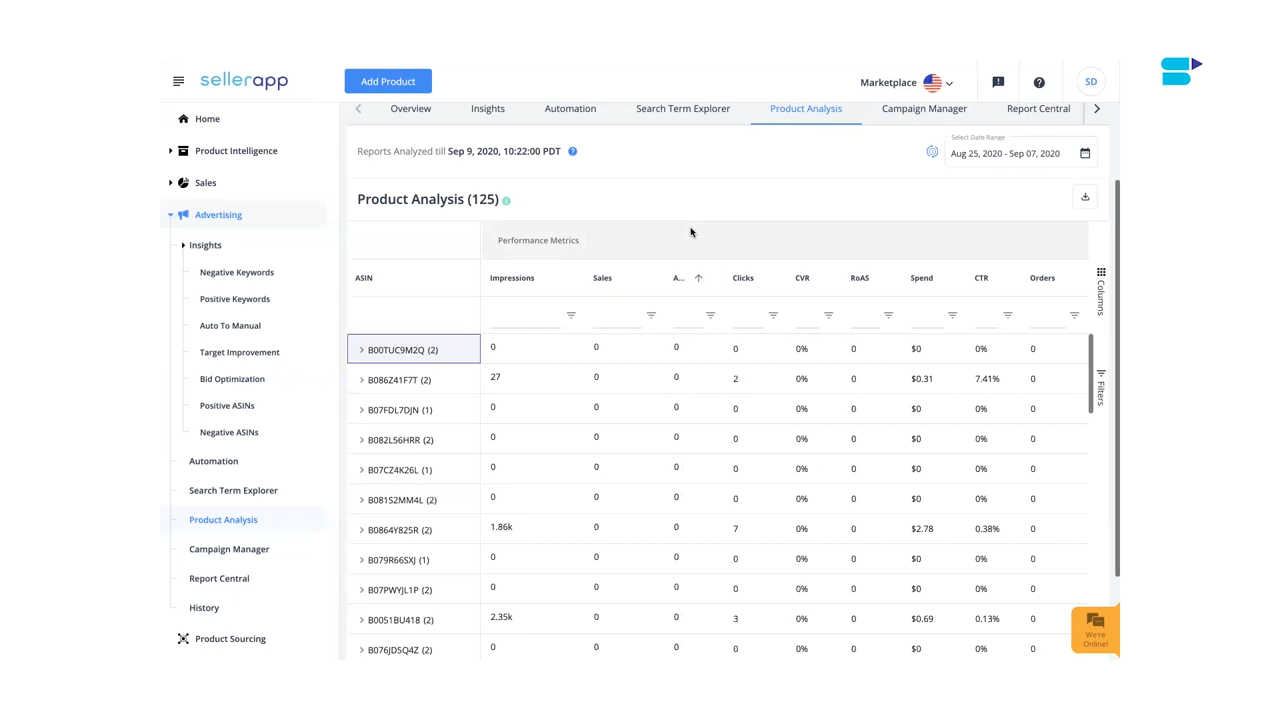 sellerapp
Add Product
Marketplace
SD
Overview Insights Automation Search Term Explorer Product Analysis Campaign Manager Report Central
Home
Product Intelligence
Sales
Advertising
Insights
Negative Keywords
Positive Keywords
Auto To Manual
Target Improvement
Bid Optimization
Positive ASINs
Negative ASINs
Automation
Search Term Explorer
Product Analysis
Campaign Manager
Report Central
History
Product Sourcing
Reports Analyzed till Sep 9, 2020, 10:22:00 PDT
Select Date Range
Aug 25, 2020 - Sep 07, 2020
Product Analysis (125)
Performance Metrics
ASIN Impressions Sales A... Clicks CVR RoAS Spend CTR Orders
B00TUC9M2Q (2) 0 0 0 0 0% 0 $0 0% 0
B086Z41F7T (2) 27 0 0 2 0% 0 $0.31 7.41% 0
B07FDL7DJN (1) 0 0 0 0 0% 0 $0 0% 0
B082L56HRR (2) 0 0 0 0 0% 0 $0 0% 0
B07CZ4K26L (1) 0 0 0 0 0% 0 $0 0% 0
B081S2MM4L (2) 0 0 0 0 0% 0 $0 0% 0
B0864Y825R (2) 1.86k 0 0 7 0% 0 $2.78 0.38% 0
B079R66SXJ (1) 0 0 0 0 0% 0 $0 0% 0
B07PWYJL1P (2) 0 0 0 0 0% 0 $0 0% 0
B0051BU418 (2) 2.35k 0 0 3 0% 0 $0.69 0.13% 0
B076JD5Q4Z (2) 0 0 0 0 0% 0 $0 0% 0
Columns
Filters
We're
Online!